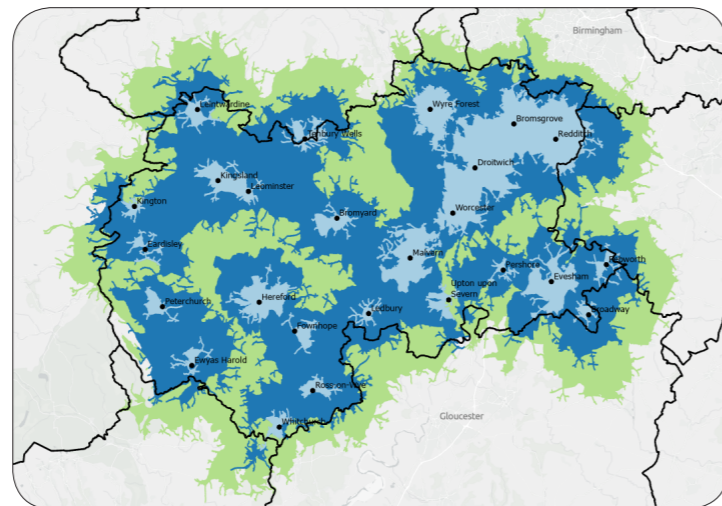 Birmingham
Leintwardine
Wyre Forest
Bromsgrove
Tenbury Wells
Redditch
Droitwich
Kingsland
Leominster
Kington
Bromyard
Worcester
Eardisley
Malvern
Pershore
Pebworth
Evesham
Upton upon
Severn
Peterchurch
Hereford
Ledbury
Broadway
Fownhope
Ewyas Harold
Ross-on-Wye
Gloucester
Whitchurch